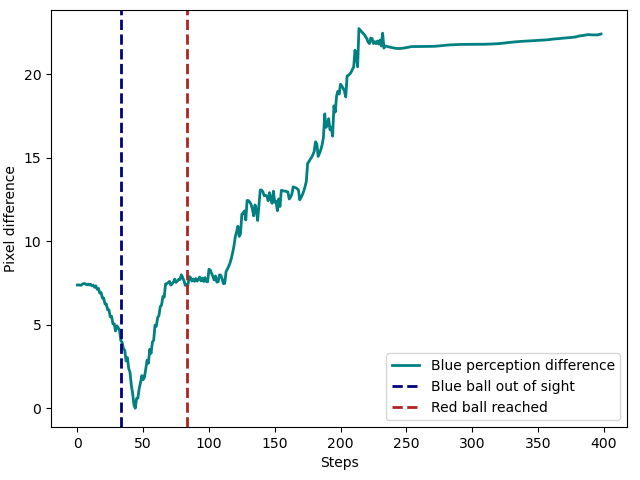 Pixel difference
20
15
10
5
0
0 50 100 150 200 250 300 350 400
Steps
Blue perception difference
Blue ball out of sight
Red ball reached